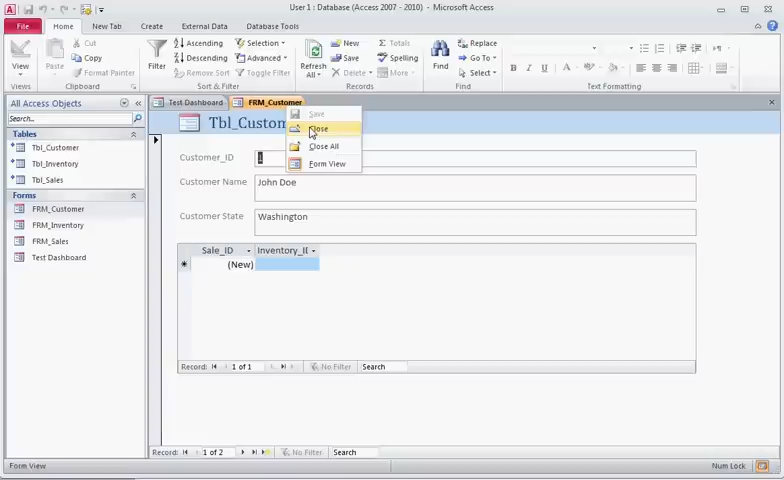 User 1 : Database (Access 2007 - 2010) - Microsoft Access
File Home New Tab Create External Data Database Tools
View
Views
Paste
Cut
Copy
Format Painter
Clipboard
Filter
Ascending
Descending
Remove Sort
Selection
Advanced
Toggle Filter
Sort & Filter
Refresh All
New
Save
Delete
Totals
Spelling
More
Records
Find
Replace
Go To
Select
Find
B I U A
Text Formatting
All Access Objects
Search...
Tables
Tbl_Customer
Tbl_Inventory
Tbl_Sales
Forms
FRM_Customer
FRM_Inventory
FRM_Sales
Test Dashboard
Test Dashboard FRM_Customer
Save
Close
Close All
Form View
Tbl_Custom
Customer_ID 1
Customer Name John Doe
Customer State Washington
Sale_ID Inventory_IE
(New)
Record: 1 of 1 No Filter Search
Record: 1 of 2 No Filter Search
Form View Num Lock